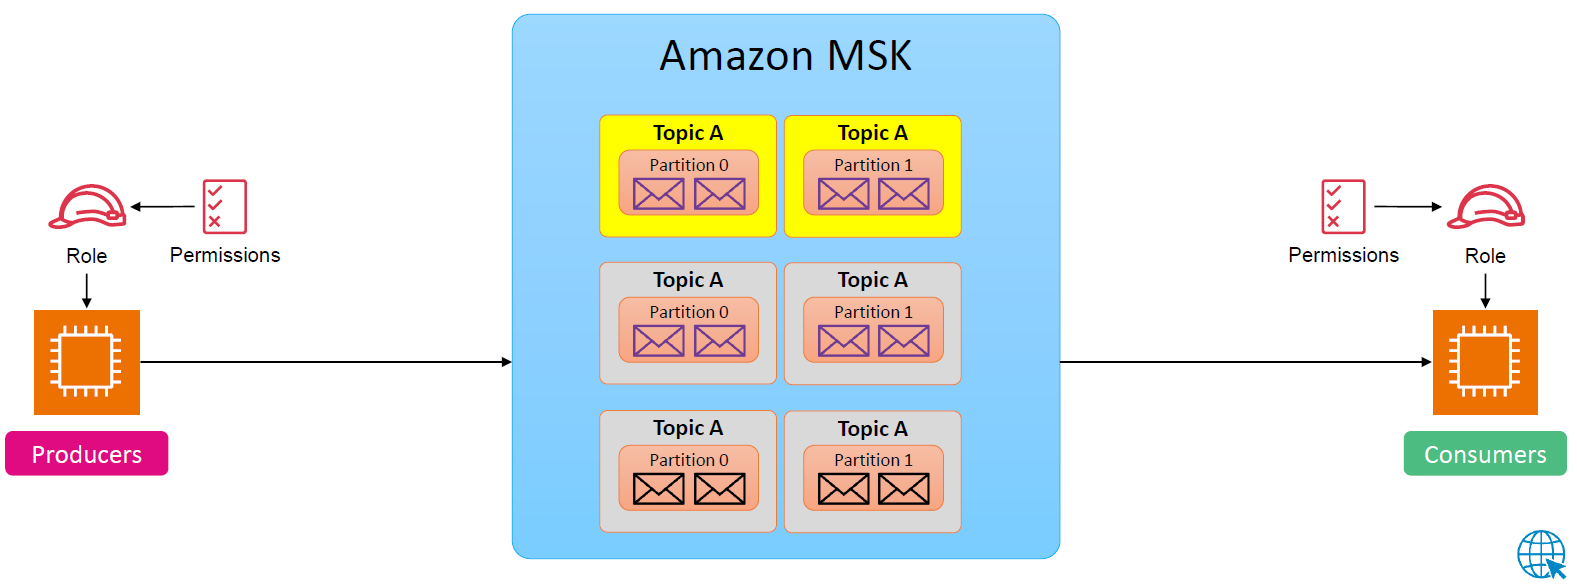 Amazon MSK
Topic A
Partition 0
Topic A
Partition 1
Role
Permissions
Topic A
Partition 0
Topic A
Partition 1
Permissions
Role
Topic A
Partition 0
Topic A
Partition 1
Producers
Consumers